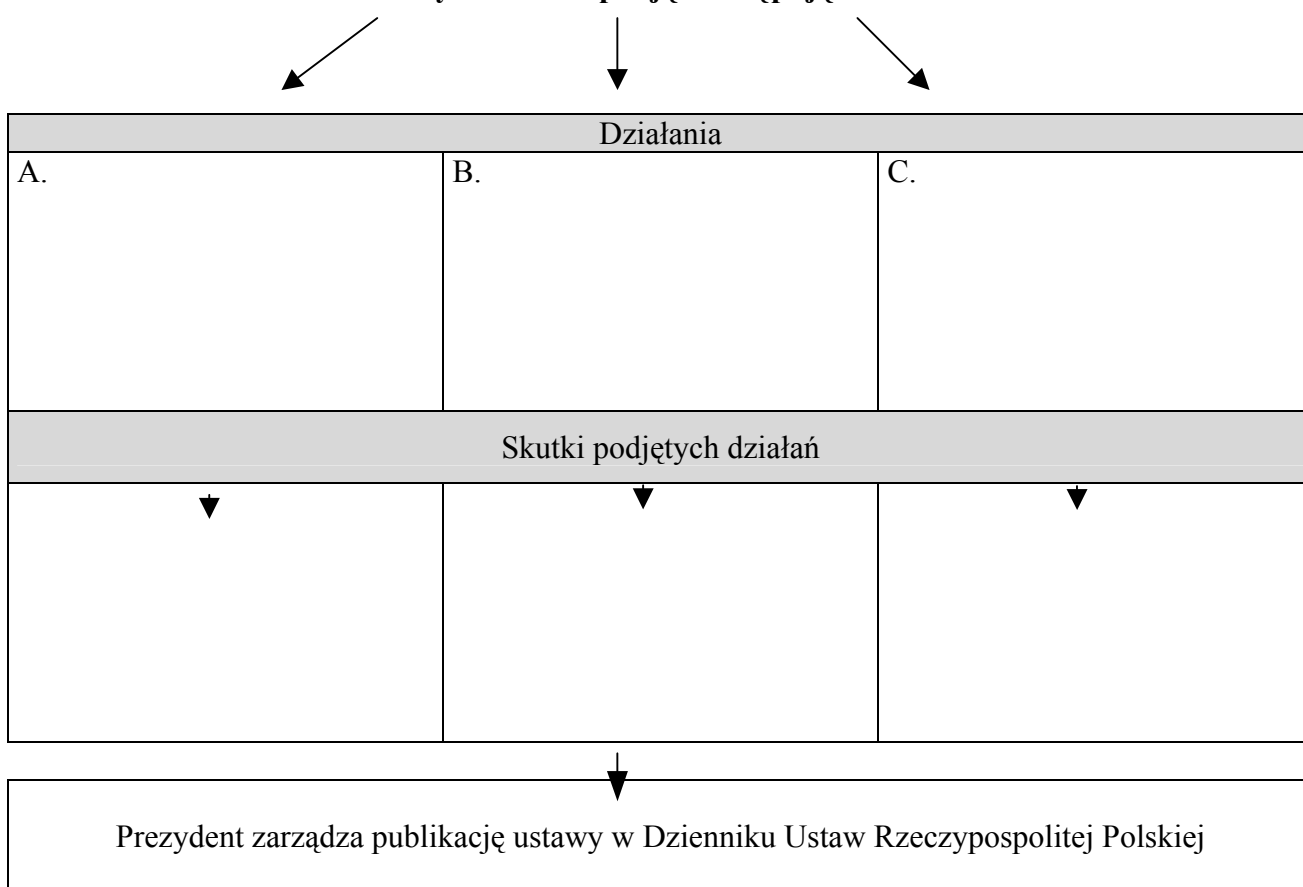 Działania
A.
B.
C.
Skutki podjętych działań
Prezydent zarządza publikację ustawy w Dzienniku Ustaw Rzeczypospolitej Polskiej